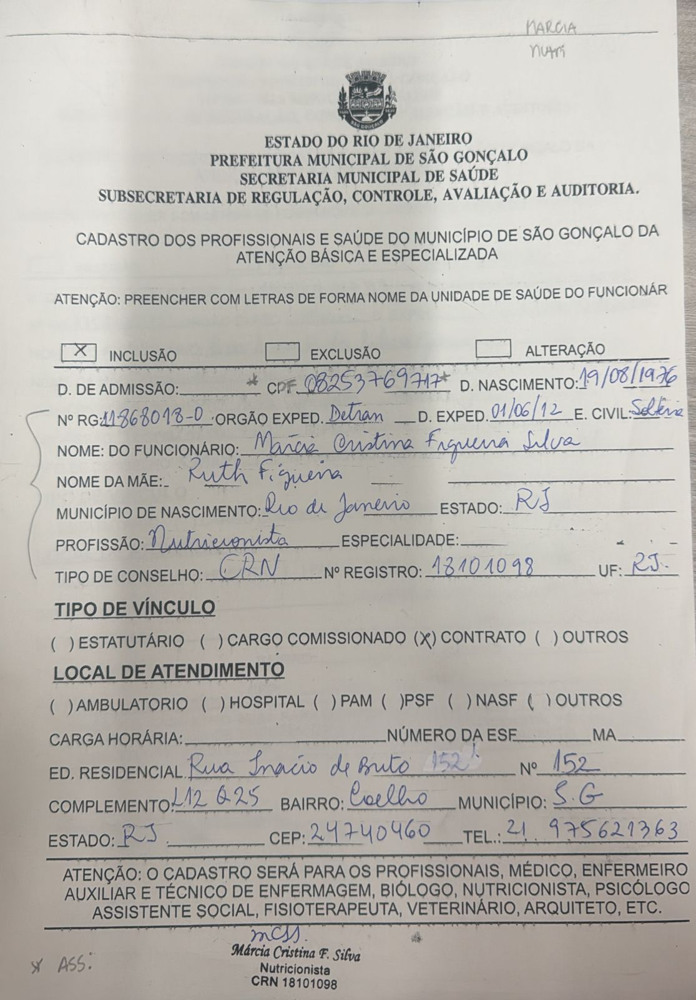 MARCIA
nutri
1646 1890
SÃO GONÇALO
ESTADO DO RIO DE JANEIRO
PREFEITURA MUNICIPAL DE SÃO GONÇALO
SECRETARIA MUNICIPAL DE SAÚDE
SUBSECRETARIA DE REGULAÇÃO, CONTROLE, AVALIAÇÃO E AUDITORIA.
CADASTRO DOS PROFISSIONAIS E SAÚDE DO MUNICÍPIO DE SÃO GONÇALO DA
ATENÇÃO BÁSICA E ESPECIALIZADA
ATENÇÃO: PREENCHER COM LETRAS DE FORMA NOME DA UNIDADE DE SAÚDE DO FUNCIONÁR
X INCLUSÃO EXCLUSÃO ALTERAÇÃO
D. DE ADMISSÃO: * CPF 08253769717* D. NASCIMENTO: 19/08/1976
Nº RG: 11868018-0 ORGÃO EXPED. Detran D. EXPED. 01/06/12 E. CIVIL: Solteira
NOME: DO FUNCIONÁRIO: Márcia Cristina Figueira Silva
NOME DA MÃE: Ruth Figueira
MUNICÍPIO DE NASCIMENTO: Rio de Janeiro ESTADO: RJ
PROFISSÃO: Nutricionista ESPECIALIDADE:
TIPO DE CONSELHO: CRN Nº REGISTRO: 18101098 UF: RJ.
TIPO DE VÍNCULO
( ) ESTATUTÁRIO ( ) CARGO COMISSIONADO (X) CONTRATO ( ) OUTROS
LOCAL DE ATENDIMENTO
( ) AMBULATORIO ( ) HOSPITAL ( ) PAM ( ) PSF ( ) NASF ( ) OUTROS
CARGA HORÁRIA: NÚMERO DA ESF MA
ED. RESIDENCIAL Rua Inacio de Brito 152 Nº 152
COMPLEMENTO: L12 Q25 BAIRRO: Coelho MUNICÍPIO: S.G
ESTADO: RJ CEP: 24740460 TEL.: 21 975621363
ATENÇÃO: O CADASTRO SERÁ PARA OS PROFISSIONAIS, MÉDICO, ENFERMEIRO
AUXILIAR E TÉCNICO DE ENFERMAGEM, BIÓLOGO, NUTRICIONISTA, PSICÓLOGO
ASSISTENTE SOCIAL, FISIOTERAPEUTA, VETERINÁRIO, ARQUITETO, ETC.
* ASS:
Márcia Cristina F. Silva
Nutricionista
CRN 18101098